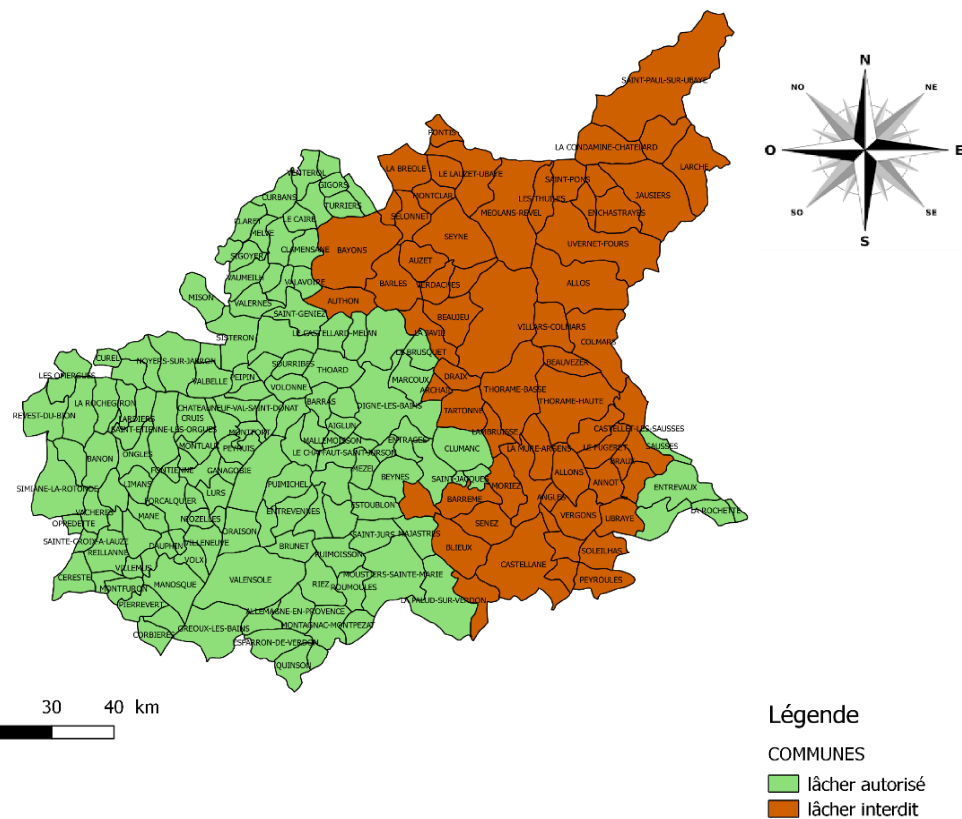 N
NO
NE
O
E
SO
SE
S
SAINT-PAUL-SUR-UBAYE
PONTIS
LA CONDAMINE-CHATELARD
LA BREOLE
LE LAUZET-UBAYE
LARCHE
VENTEROL
GIGORS
MONTCLAR
SAINT-PONS
JAUSIERS
CURBANS
TURRIERS
MEOLANS-REVEL
LES THUILES
ENCHASTRAYES
CLARET
LE CAIRE
SELONNET
MELVE
SEYNE
SIGOYER
CLAMENSANE
BAYONS
UVERNET-FOURS
AUZET
VAUMEILH
VALAVOIRE
BARLES
VERDACHES
ALLOS
MISON
VALERNES
AUTHON
SAINT-GENIEZ
BEAUJEU
VILLARS-COLMARS
SISTERON
LE CASTELLARD-MELAN
LA JAVIE
COLMARS
CUREL
NOYERS-SUR-JABRON
LE BRUSQUET
BEAUVEZER
LES OMERGUES
VALBELLE
PEIPIN
SOURRIBES
THOARD
MARCOUX
DRAIX
VOLONNE
ARCHAIL
THORAME-BASSE
LA ROCHEGIRON
BARRAS
DIGNE-LES-BAINS
TARTONNE
THORAME-HAUTE
REVEST-DU-BION
LARDIERS
CRUIS
CHATEAUNEUF-VAL-SAINT-DONAT
SAINT-ETIENNE-LES-ORGUES
MONTFORT
AIGLUN
MALLEMOISSON
ENTRAGES
LAMBRUISSE
CASTELLET-LES-SAUSSES
BANON
ONGLES
MONTLAUX
PEYRUIS
LE CHAFFAUT-SAINT-JURSON
CLUMANC
LA MURE-ARGENS
LE FUGERET
SAUSSES
FONTIENNE
GANAGOBIE
MEZEL
BEYNES
SAINT-JACQUES
BRAUX
SIMIANE-LA-ROTONDE
LIMANS
LURS
PUIMICHEL
MORIEZ
ALLONS
ANNOT
ENTREVAUX
FORCALQUIER
ESTOUBLON
BARREME
ANGLES
VACHERES
MANE
NIOZELLES
ENTREVENNES
VERGONS
UBRAYE
LA ROCHETTE
OPPEDETTE
ORAISON
SAINT-JURS
MAJASTRES
SENEZ
SAINTE-CROIX-A-LAUZE
DAUPHIN
VILLENEUVE
BRUNET
BLIEUX
SOLEILHAS
REILLANNE
VOLX
PUIMOISSON
CASTELLANE
VILLEMUS
CERESTE
MONTFURON
MANOSQUE
VALENSOLE
RIEZ
MOUSTIERS-SAINTE-MARIE
PEYROULES
ROUMOULES
PIERREVERT
LA PALUD-SUR-VERDON
ALLEMAGNE-EN-PROVENCE
CORBIERES
GREOUX-LES-BAINS
MONTAGNAC-MONTPEZAT
ESPARRON-DE-VERDON
QUINSON
30 40 km
Légende
COMMUNES
lâcher autorisé
lâcher interdit